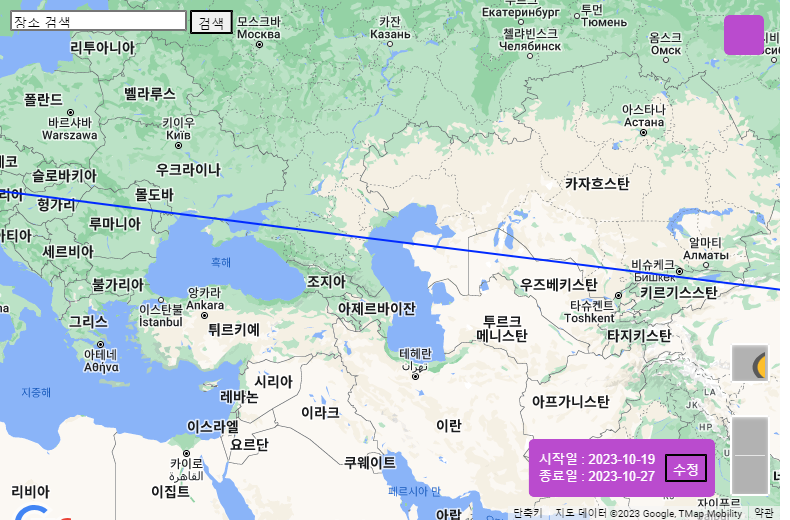 장소 검색
검색
모스크바
Москва
카잔
Казань
Екатеринбург
튜먼
Тюмень
첼랴빈스크
Челябинск
옴스크
Омск
리투아니아
폴란드
바르샤바
Warszawa
벨라루스
키이우
Київ
아스타나
Астана
슬로바키아
우크라이나
카자흐스탄
헝가리
몰도바
루마니아
세르비아
흑해
알마티
Алматы
비슈케크
Бишкек
불가리아
앙카라
Ankara
조지아
우즈베키스탄
키르기스스탄
이스탄불
İstanbul
아제르바이잔
타슈켄트
Toshkent
그리스
튀르키예
투르크
메니스탄
타지키스탄
아테네
Αθήνα
테헤란
تهران
시리아
지중해
레바논
LA
JK
이라크
이란
아프가니스탄
HP
이스라엘
요르단
카이로
القاهرة
쿠웨이트
시작일 : 2023-10-19
종료일 : 2023-10-27
수정
리비아
이집트
페르시아 만
자이푸르
단축키
지도 데이터 ©2023 Google, TMap Mobility
약관